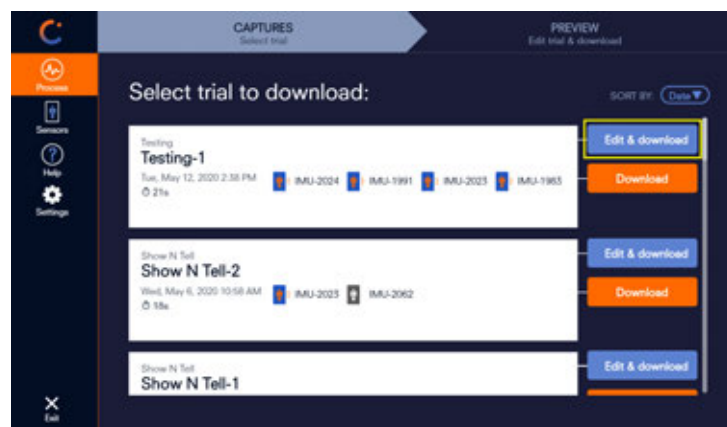 CAPTURES
Select trial
PREVIEW
Edit trial & download
Process
Sensors
Help
Settings
Exit
Select trial to download:
SORT BY: Date▼
Testing
Testing-1
Tue, May 12, 2020 2:38 PM
21s
IMU-2024 IMU-1991 IMU-2023 IMU-1983
Edit & download
Download
Show N Tell
Show N Tell-2
Wed, May 6, 2020 10:58 AM
18s
IMU-2023 IMU-2062
Edit & download
Download
Show N Tell
Show N Tell-1
Edit & download